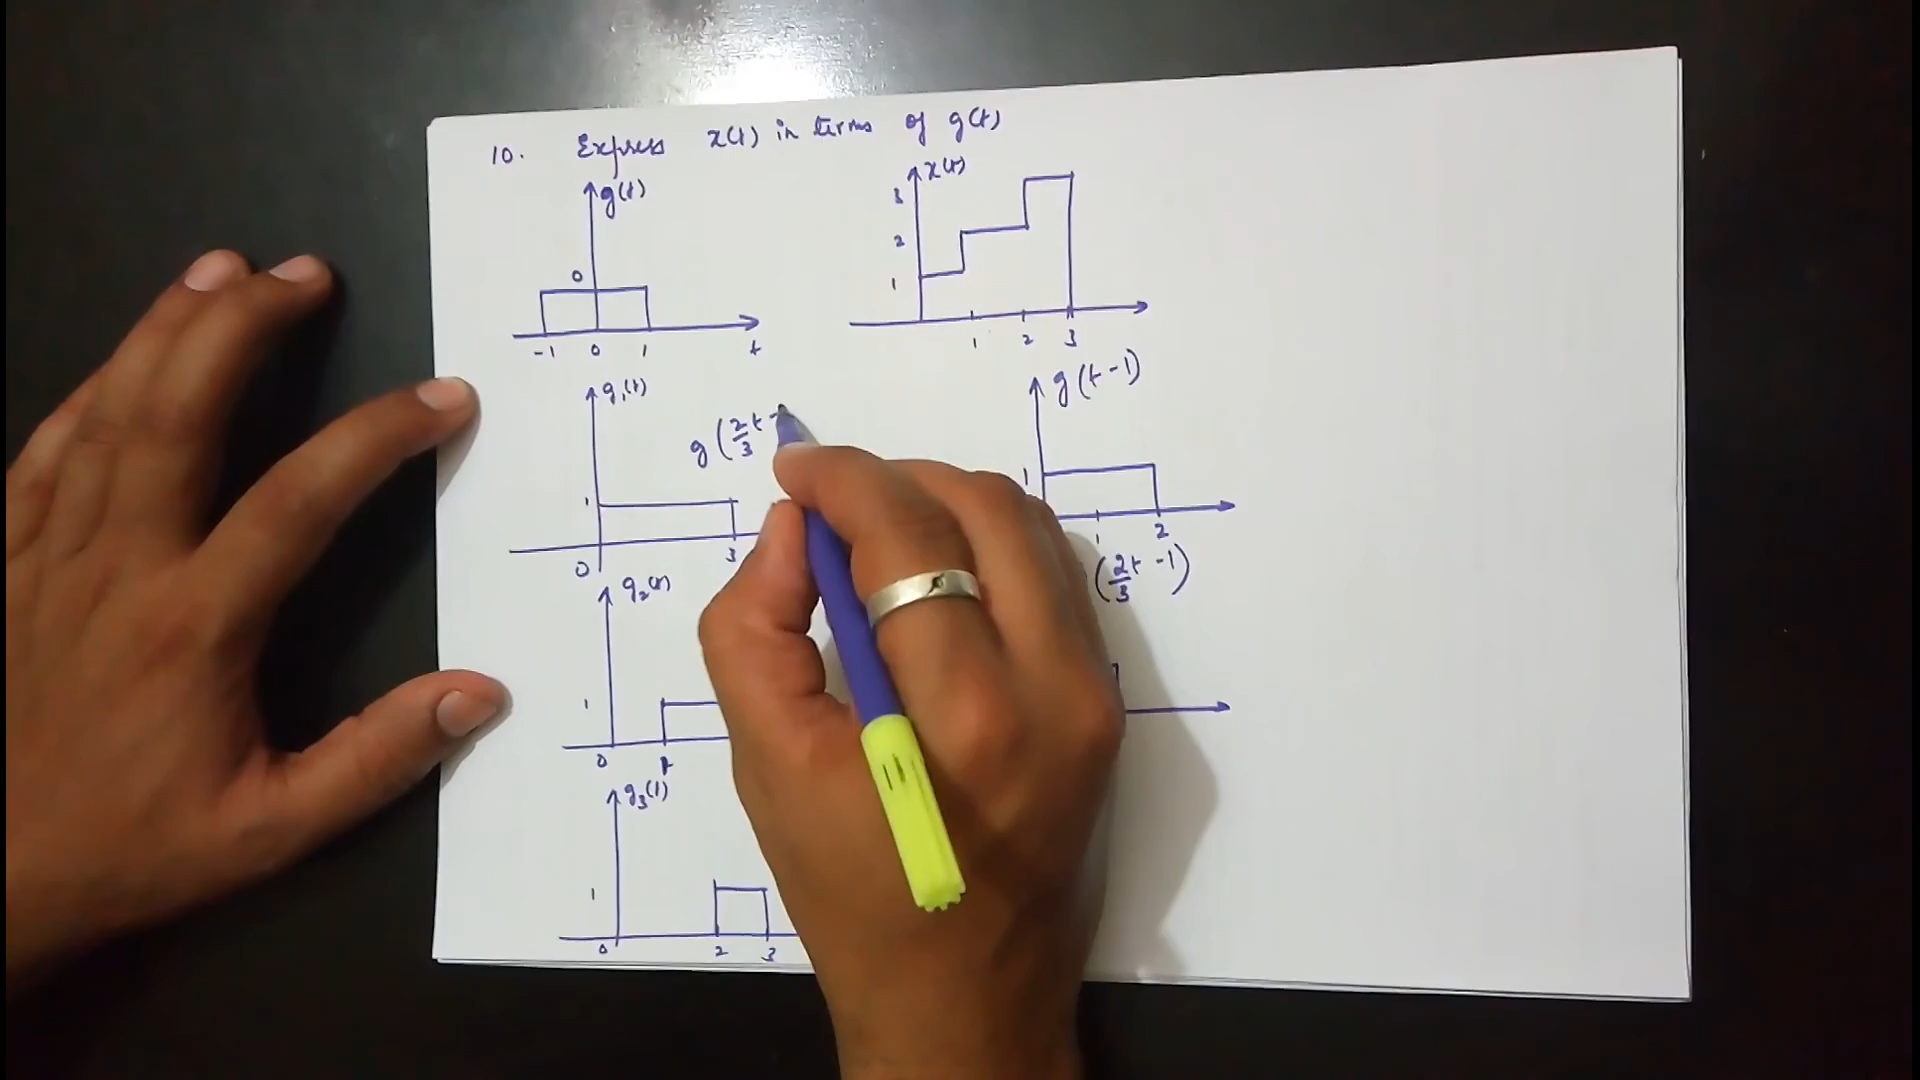 10. Express x(t) in terms of g(t)
g(t)
0
-1 0 1 t
x(t)
3
2
1
1 2 3
g₁(t)
g(2/3 t -
1
0 3
g(t-1)
1
1 2
(2/3 t -1)
g₂(t)
1
0 1
g₃(t)
1
0 2 3